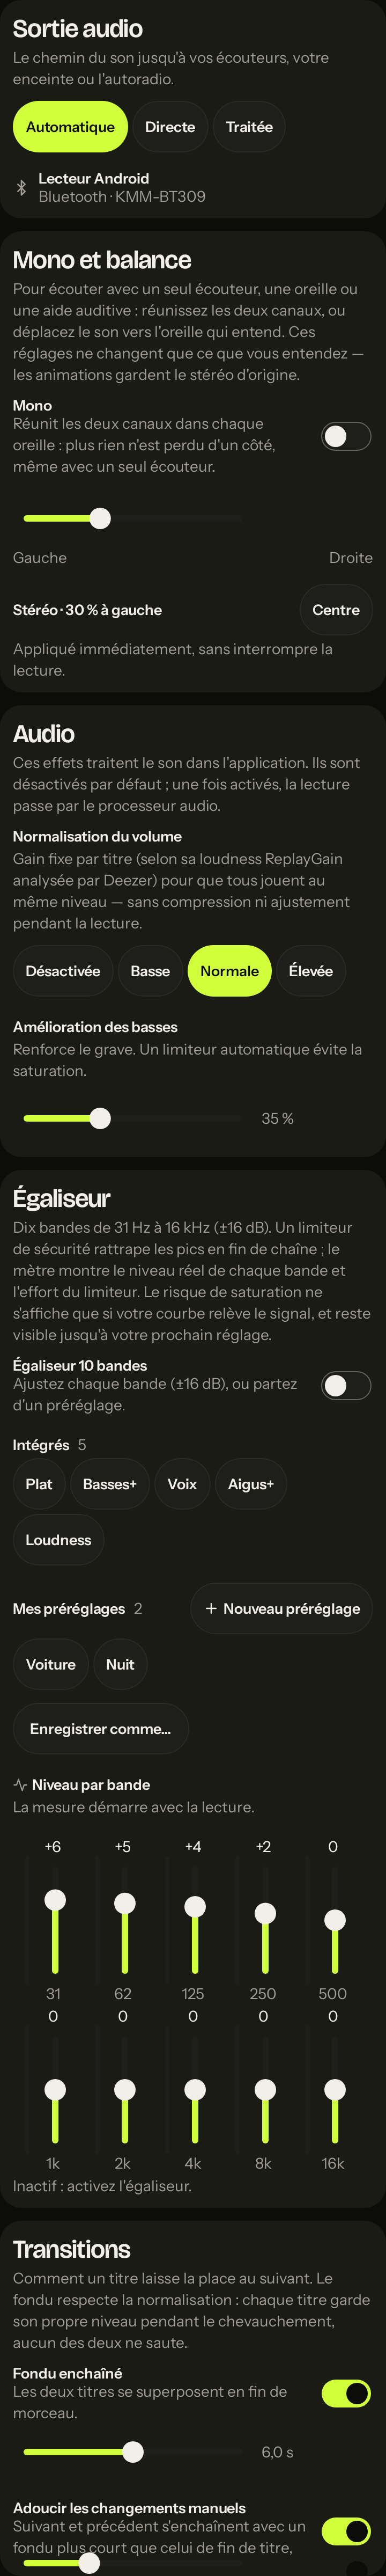 Sortie audio
Le chemin du son jusqu'à vos écouteurs, votre
enceinte ou l'autoradio.
Automatique Directe Traitée
Lecteur Android
Bluetooth · KMM-BT309
Mono et balance
Pour écouter avec un seul écouteur, une oreille ou
une aide auditive : réunissez les deux canaux, ou
déplacez le son vers l'oreille qui entend. Ces
réglages ne changent que ce que vous entendez —
les animations gardent le stéréo d'origine.
Mono
Réunit les deux canaux dans chaque
oreille : plus rien n'est perdu d'un côté,
même avec un seul écouteur.
Gauche Droite
Stéréo · 30 % à gauche Centre
Appliqué immédiatement, sans interrompre la
lecture.
Audio
Ces effets traitent le son dans l'application. Ils sont
désactivés par défaut ; une fois activés, la lecture
passe par le processeur audio.
Normalisation du volume
Gain fixe par titre (selon sa loudness ReplayGain
analysée par Deezer) pour que tous jouent au
même niveau — sans compression ni ajustement
pendant la lecture.
Désactivée Basse Normale Élevée
Amélioration des basses
Renforce le grave. Un limiteur automatique évite la
saturation.
35 %
Égaliseur
Dix bandes de 31 Hz à 16 kHz (±16 dB). Un limiteur
de sécurité rattrape les pics en fin de chaîne ; le
mètre montre le niveau réel de chaque bande et
l'effort du limiteur. Le risque de saturation ne
s'affiche que si votre courbe relève le signal, et reste
visible jusqu'à votre prochain réglage.
Égaliseur 10 bandes
Ajustez chaque bande (±16 dB), ou partez
d'un préréglage.
Intégrés 5
Plat Basses+ Voix Aigus+
Loudness
Mes préréglages 2 + Nouveau préréglage
Voiture Nuit
Enregistrer comme...
Niveau par bande
La mesure démarre avec la lecture.
+6 +5 +4 +2 0
31 62 125 250 500
0 0 0 0 0
1k 2k 4k 8k 16k
Inactif : activez l'égaliseur.
Transitions
Comment un titre laisse la place au suivant. Le
fondu respecte la normalisation : chaque titre garde
son propre niveau pendant le chevauchement,
aucun des deux ne saute.
Fondu enchaîné
Les deux titres se superposent en fin de
morceau.
6,0 s
Adoucir les changements manuels
Suivant et précédent s'enchaînent avec un
fondu plus court que celui de fin de titre,